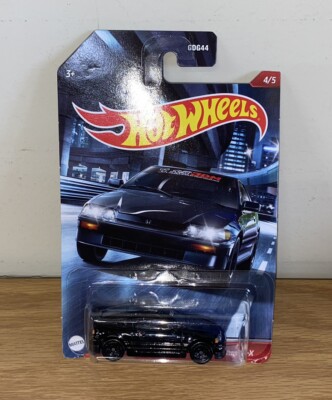 GDG44
3+
4/5
Hot Wheels
MATTEL